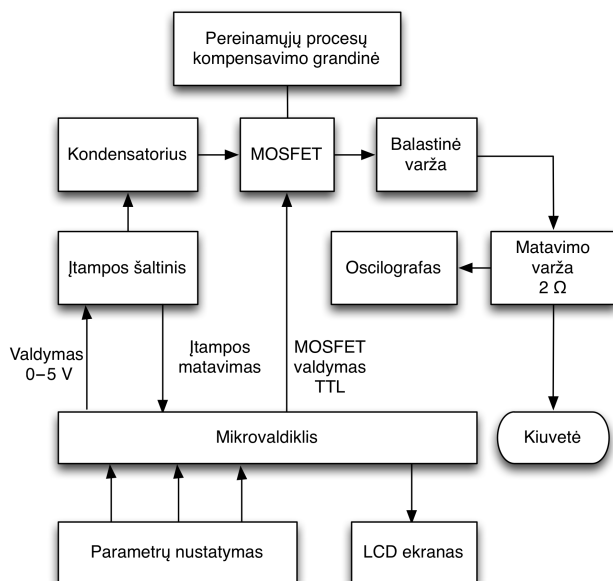 Pereinamųjų procesų
kompensavimo grandinė
Kondensatorius
MOSFET
Balastinė
varža
Įtampos šaltinis
Oscilografas
Matavimo
varža
2 Ω
Valdymas
0–5 V
Įtampos
matavimas
MOSFET
valdymas
TTL
Mikrovaldiklis
Kiuvetė
Parametrų nustatymas
LCD ekranas